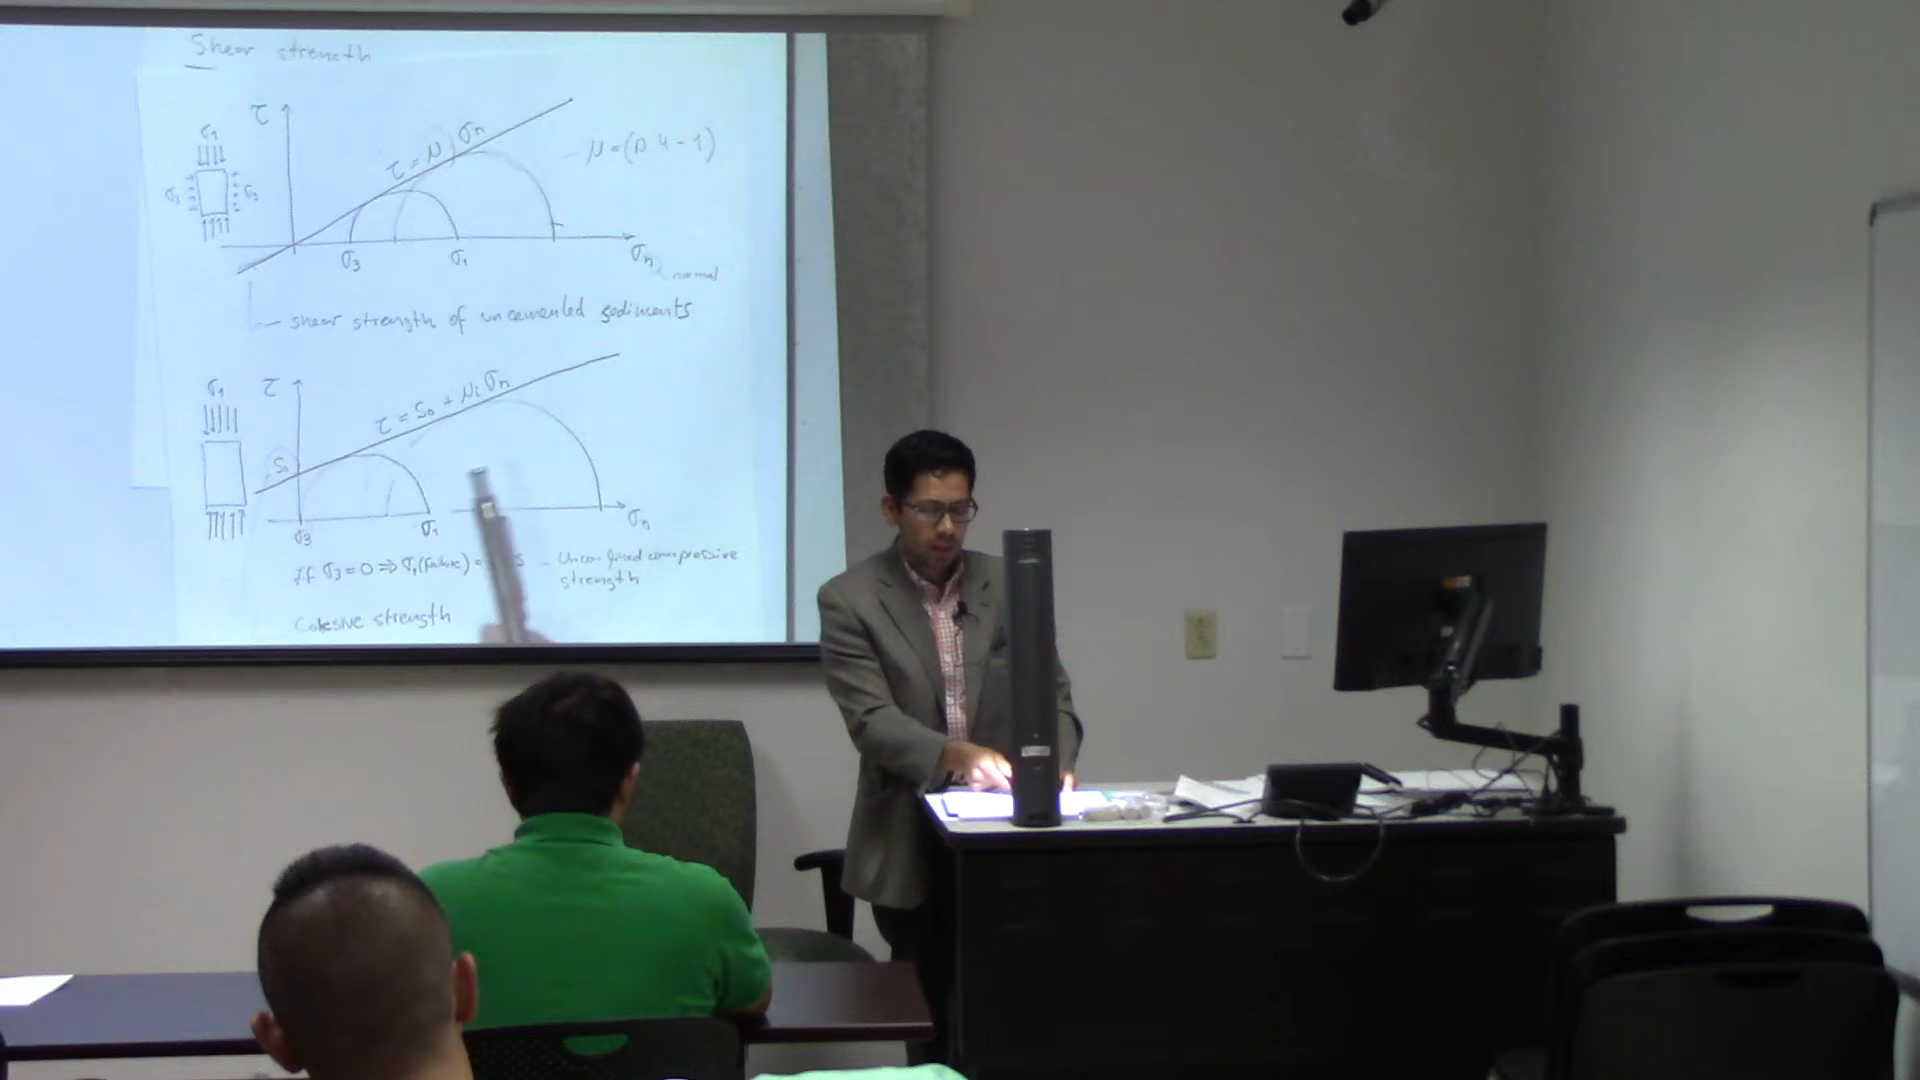 Shear strength
τ
σ1
τ = μ σn
μ = (0.4 - 1)
σ3
σ3
σ3
σ1
σn
normal
shear strength of uncemented sediments
σ1
τ
τ = S0 + μi σn
S0
σ3
σ1
σn
If σ3 = 0 ⇒ σ1 (failure) = S - Unconfined compressive
strength
Cohesive strength